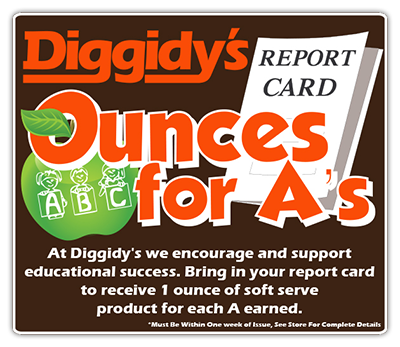 Diggidy's
REPORT
CARD
Ounces
for A's
A B C
At Diggidy's we encourage and support
educational success. Bring in your report card
to receive 1 ounce of soft serve
product for each A earned.
*Must Be Within One week of Issue, See Store For Complete Details